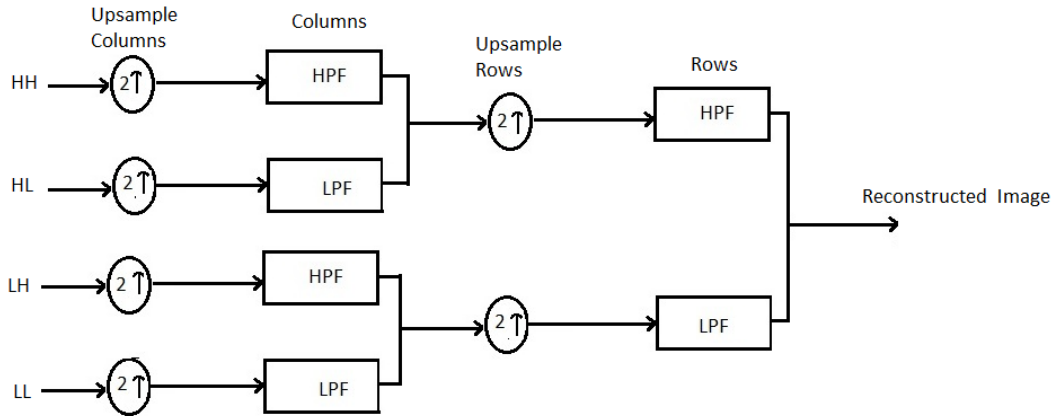 Upsample
Columns
Columns
Upsample
Rows
Rows
HH
2↑
HPF
2↑
HPF
HL
2↑
LPF
Reconstructed Image
LH
2↑
HPF
2↑
LPF
LL
2↑
LPF